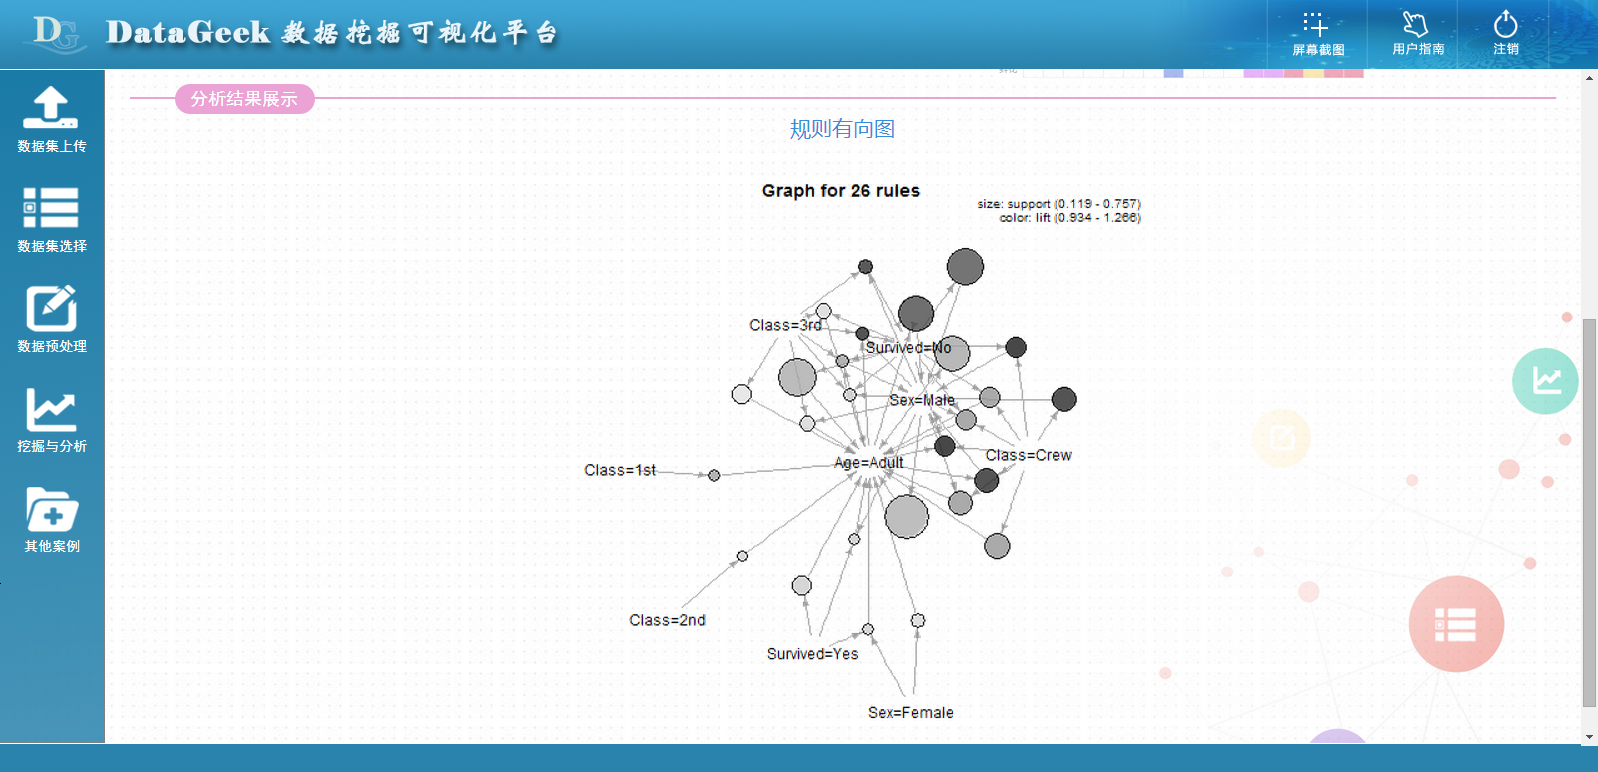 DG
DataGeek 数据挖掘可视化平台
屏幕截图
用户指南
注销
数据集上传
数据集选择
数据预处理
挖掘与分析
其他案例
分析结果展示
规则有向图
Graph for 26 rules
size: support (0.119 - 0.757)
color: lift (0.934 - 1.266)
Class=3rd
Survived=No
Sex=Male
Class=Crew
Age=Adult
Class=1st
Class=2nd
Survived=Yes
Sex=Female